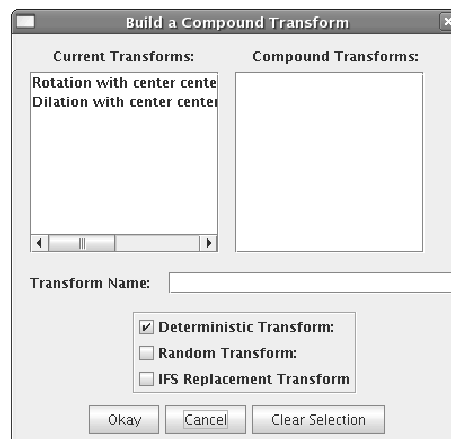 Build a Compound Transform
Current Transforms: Compound Transforms:
Rotation with center cente
Dilation with center center
Transform Name:
Deterministic Transform:
Random Transform:
IFS Replacement Transform
Okay Cancel Clear Selection